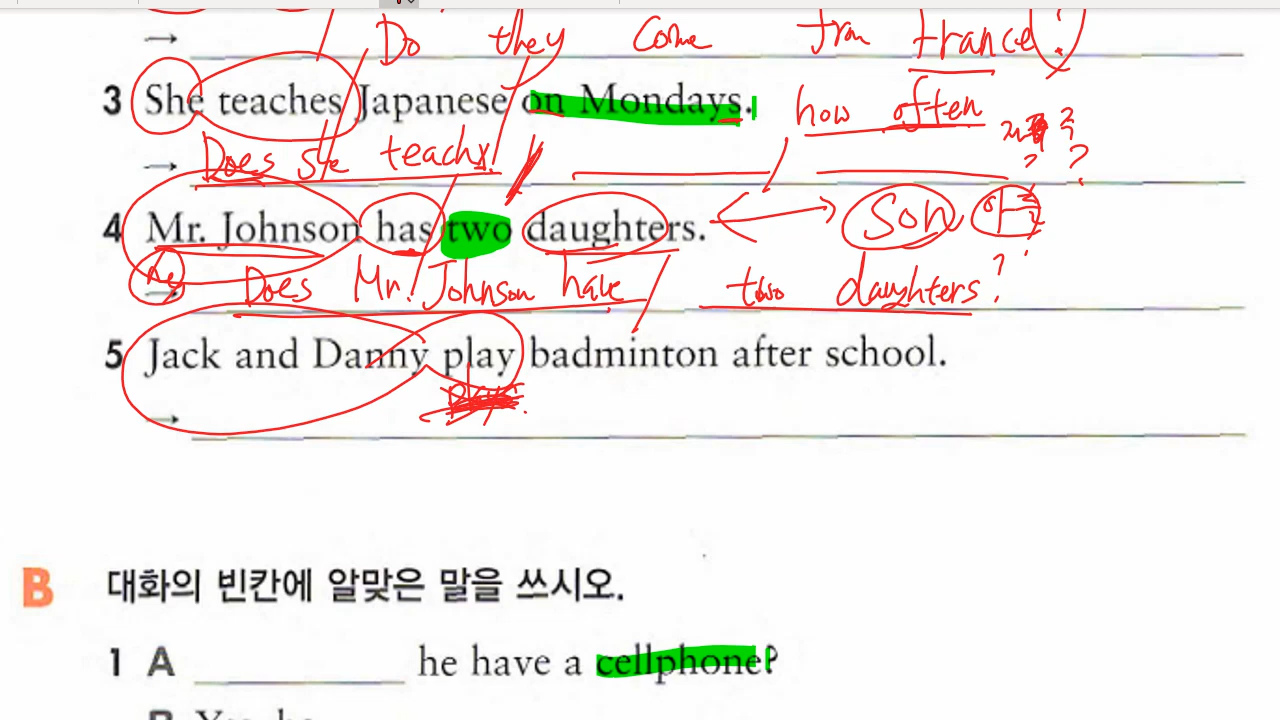 → Do they come from France?
3 She teaches Japanese on Mondays. how often
→ Does she teach
4 Mr. Johnson has two daughters. Son
he → Does Mr. Johnson have two daughters?
5 Jack and Danny play badminton after school.
→
B 대화의 빈칸에 알맞은 말을 쓰시오.
1 A he have a cellphone?